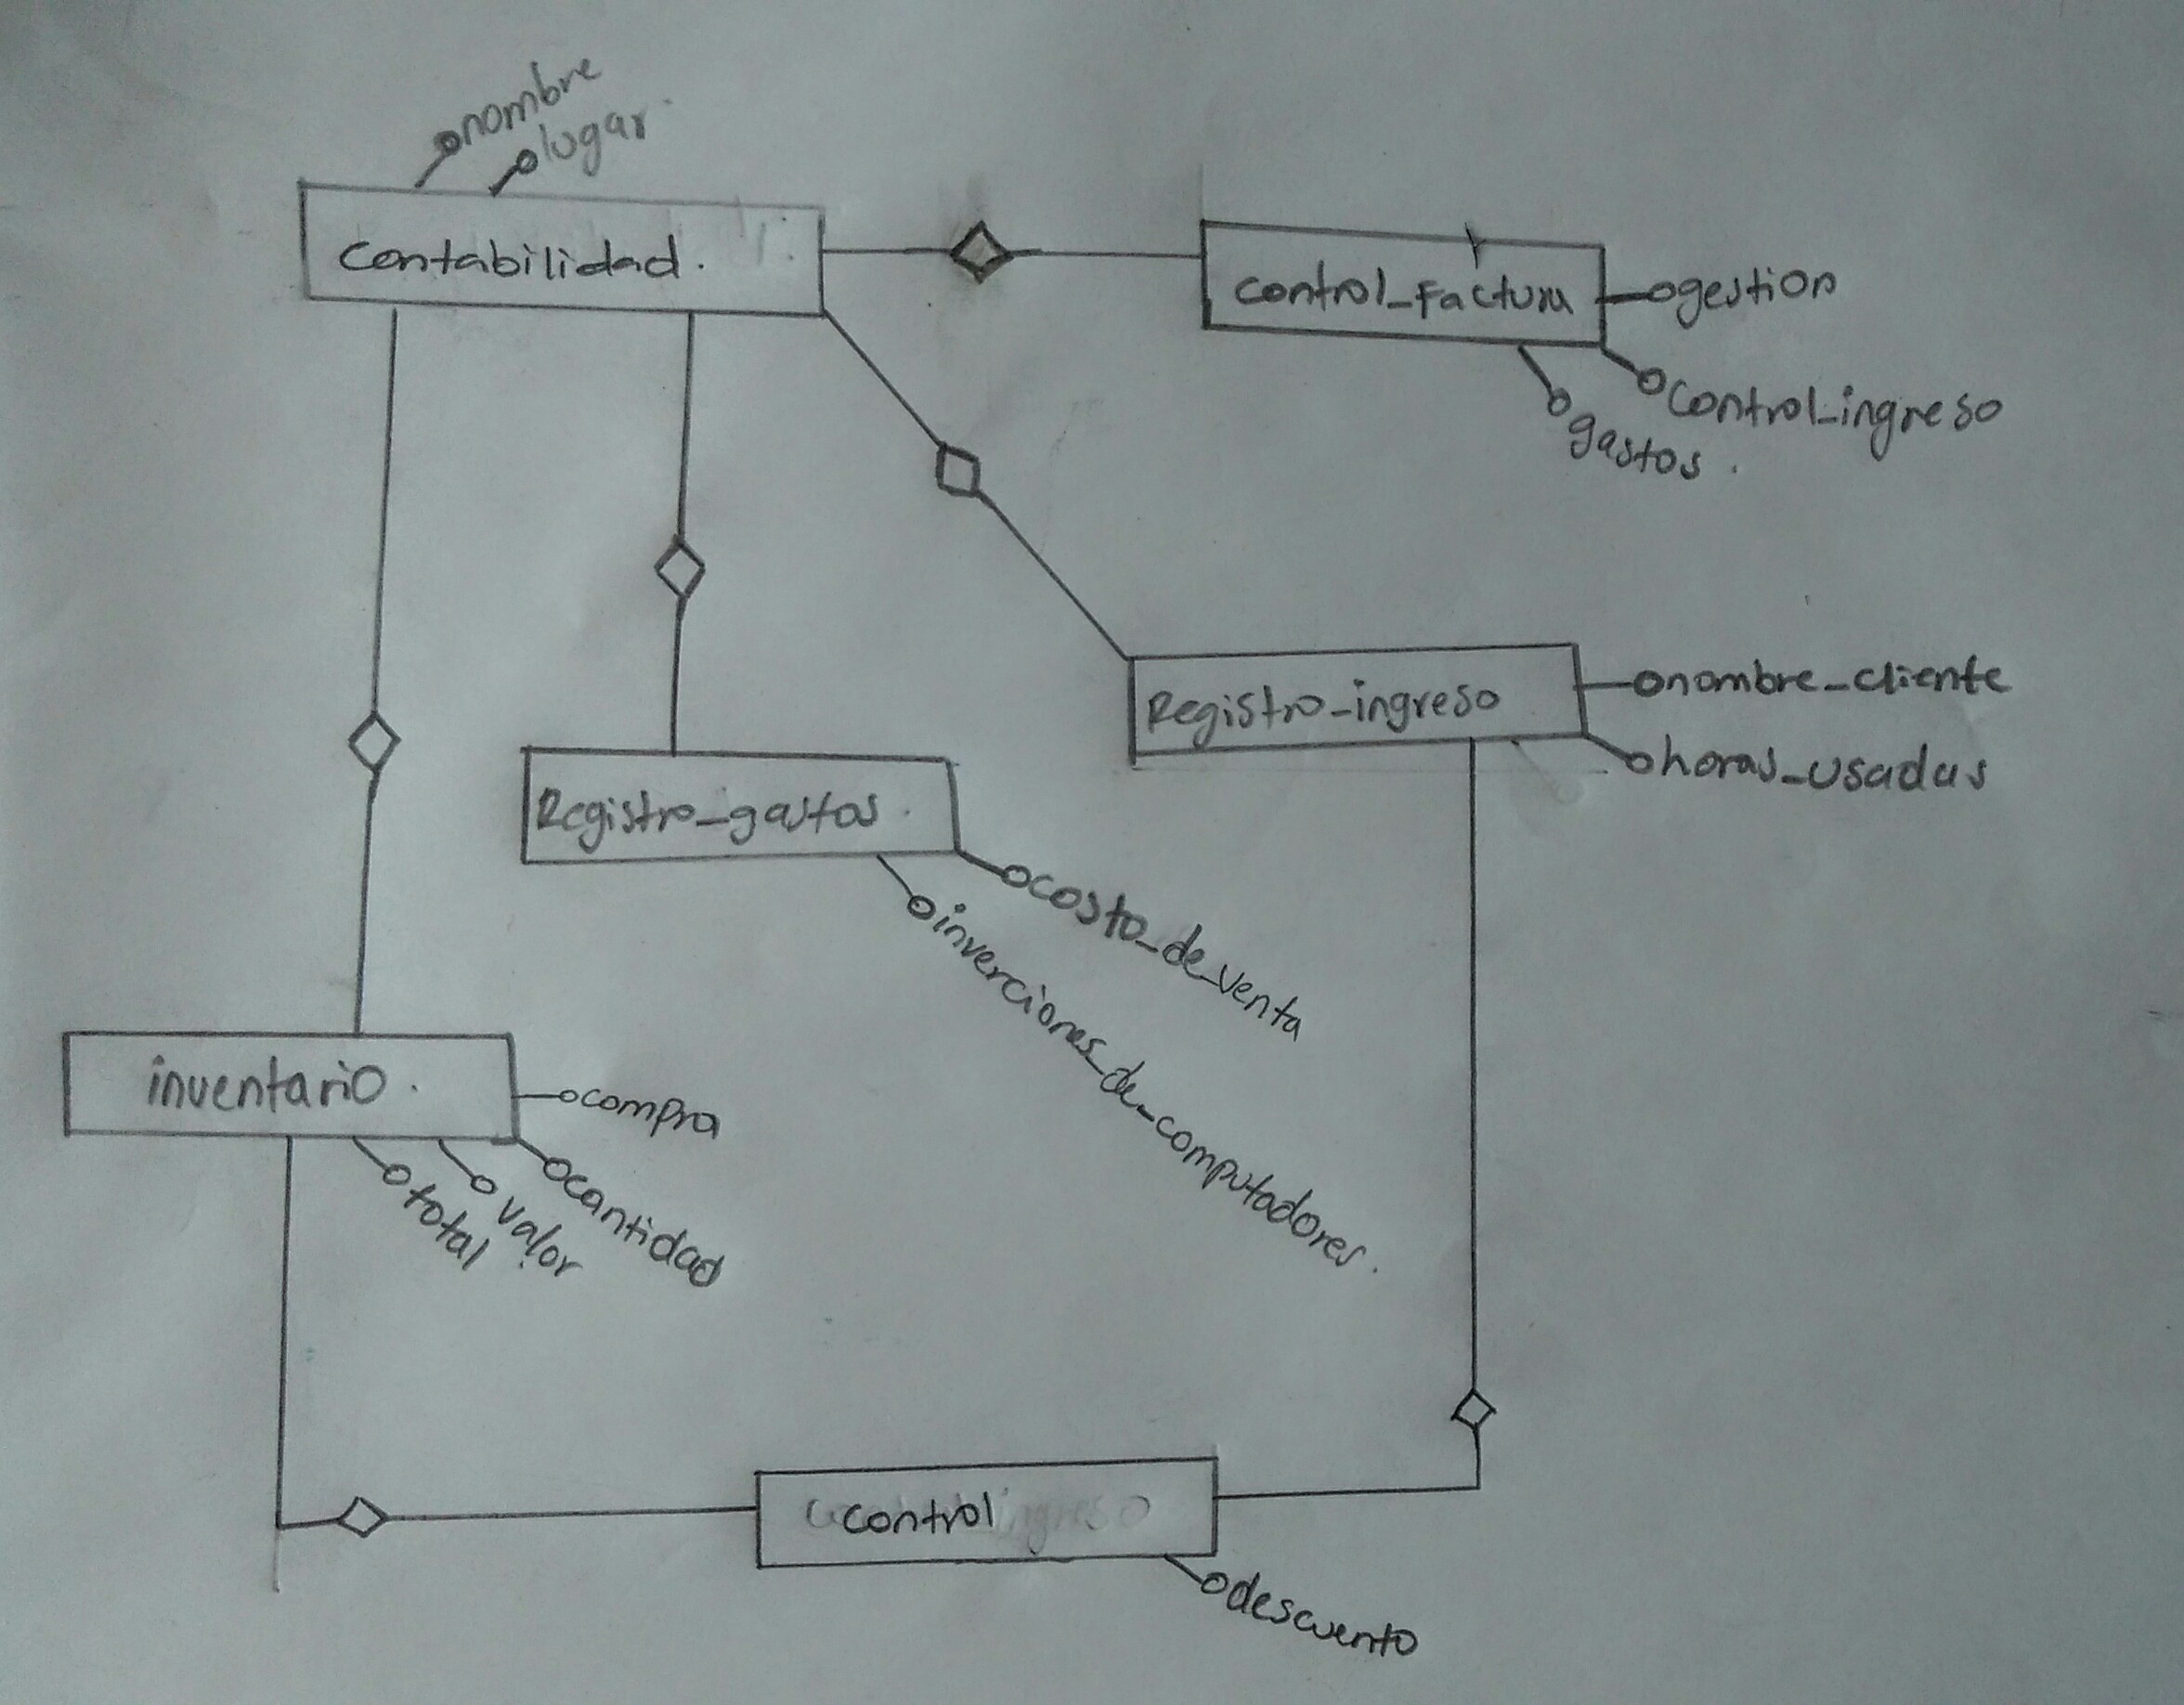 nombre
lugar.
contabilidad.
control_factura
gestion
control_ingreso
gastos.
Registro_ingreso
nombre_cliente
horas_usadas
Registro_gastos.
costo_de_venta
inverciones_de_computadores.
inventario.
compra
cantidad
valor
total
control
descuento